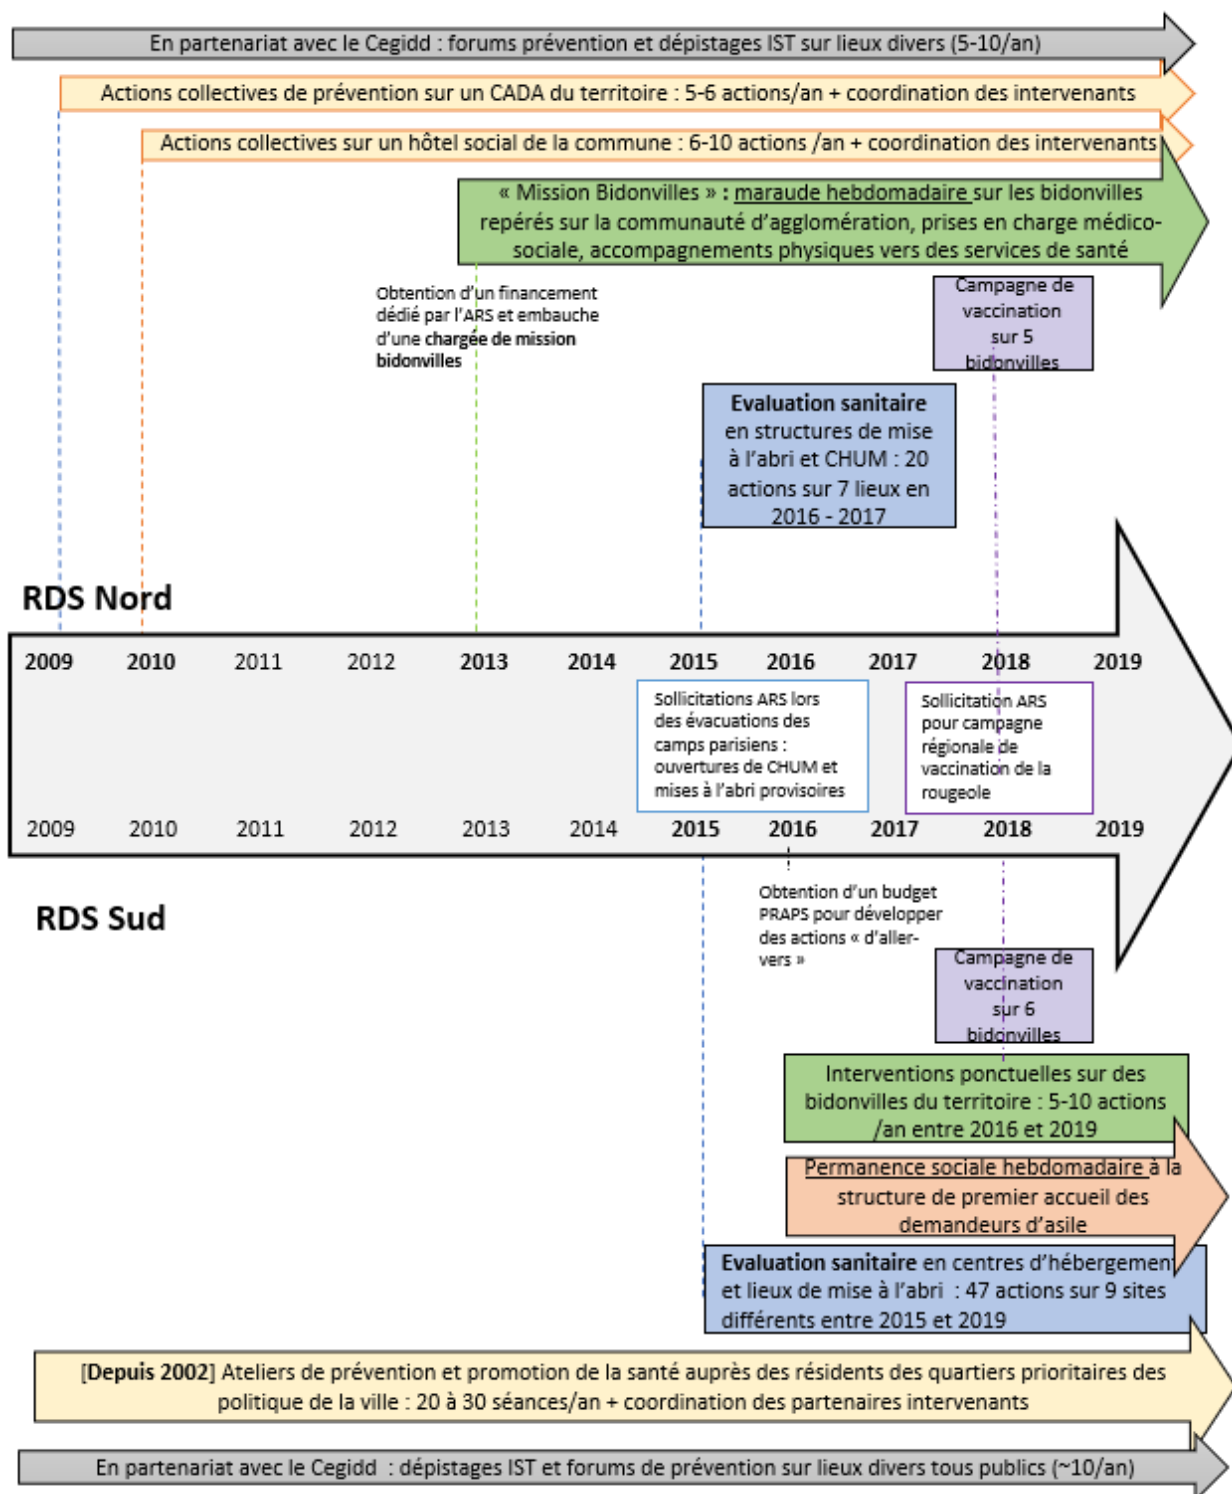 En partenariat avec le Cegidd : forums prévention et dépistages IST sur lieux divers (5-10/an)
Actions collectives de prévention sur un CADA du territoire : 5-6 actions/an + coordination des intervenants
Actions collectives sur un hôtel social de la commune : 6-10 actions /an + coordination des intervenants
« Mission Bidonvilles » : maraude hebdomadaire sur les bidonvilles
repérés sur la communauté d'agglomération, prises en charge médico-
sociale, accompagnements physiques vers des services de santé
Obtention d'un financement
dédié par l'ARS et embauche
d'une chargée de mission
bidonvilles
Campagne de
vaccination
sur 5
bidonvilles
Evaluation sanitaire
en structures de mise
à l'abri et CHUM : 20
actions sur 7 lieux en
2016 - 2017
RDS Nord
2009 2010 2011 2012 2013 2014 2015 2016 2017 2018 2019
Sollicitations ARS lors
des évacuations des
camps parisiens :
ouvertures de CHUM et
mises à l'abri provisoires
Sollicitation ARS
pour campagne
régionale de
vaccination de la
rougeole
2009 2010 2011 2012 2013 2014 2015 2016 2017 2018 2019
RDS Sud
Obtention d'un budget
PRAPS pour développer
des actions « d'aller-
vers »
Campagne de
vaccination
sur 6
bidonvilles
Interventions ponctuelles sur des
bidonvilles du territoire : 5-10 actions
/an entre 2016 et 2019
Permanence sociale hebdomadaire à la
structure de premier accueil des
demandeurs d'asile
Evaluation sanitaire en centres d'hébergement
et lieux de mise à l'abri : 47 actions sur 9 sites
différents entre 2015 et 2019
[Depuis 2002] Ateliers de prévention et promotion de la santé auprès des résidents des quartiers prioritaires des
politique de la ville : 20 à 30 séances/an + coordination des partenaires intervenants
En partenariat avec le Cegidd : dépistages IST et forums de prévention sur lieux divers tous publics (~10/an)